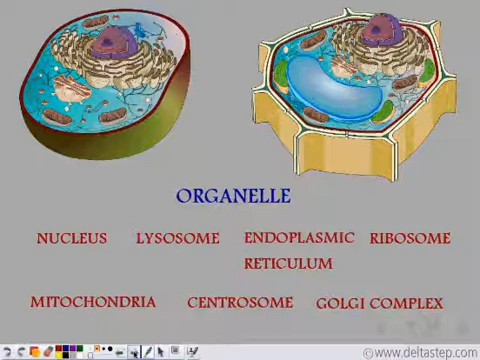 ORGANELLE
NUCLEUS LYSOSOME ENDOPLASMIC RETICULUM RIBOSOME
MITOCHONDRIA CENTROSOME GOLGI COMPLEX
© www.deltastep.com